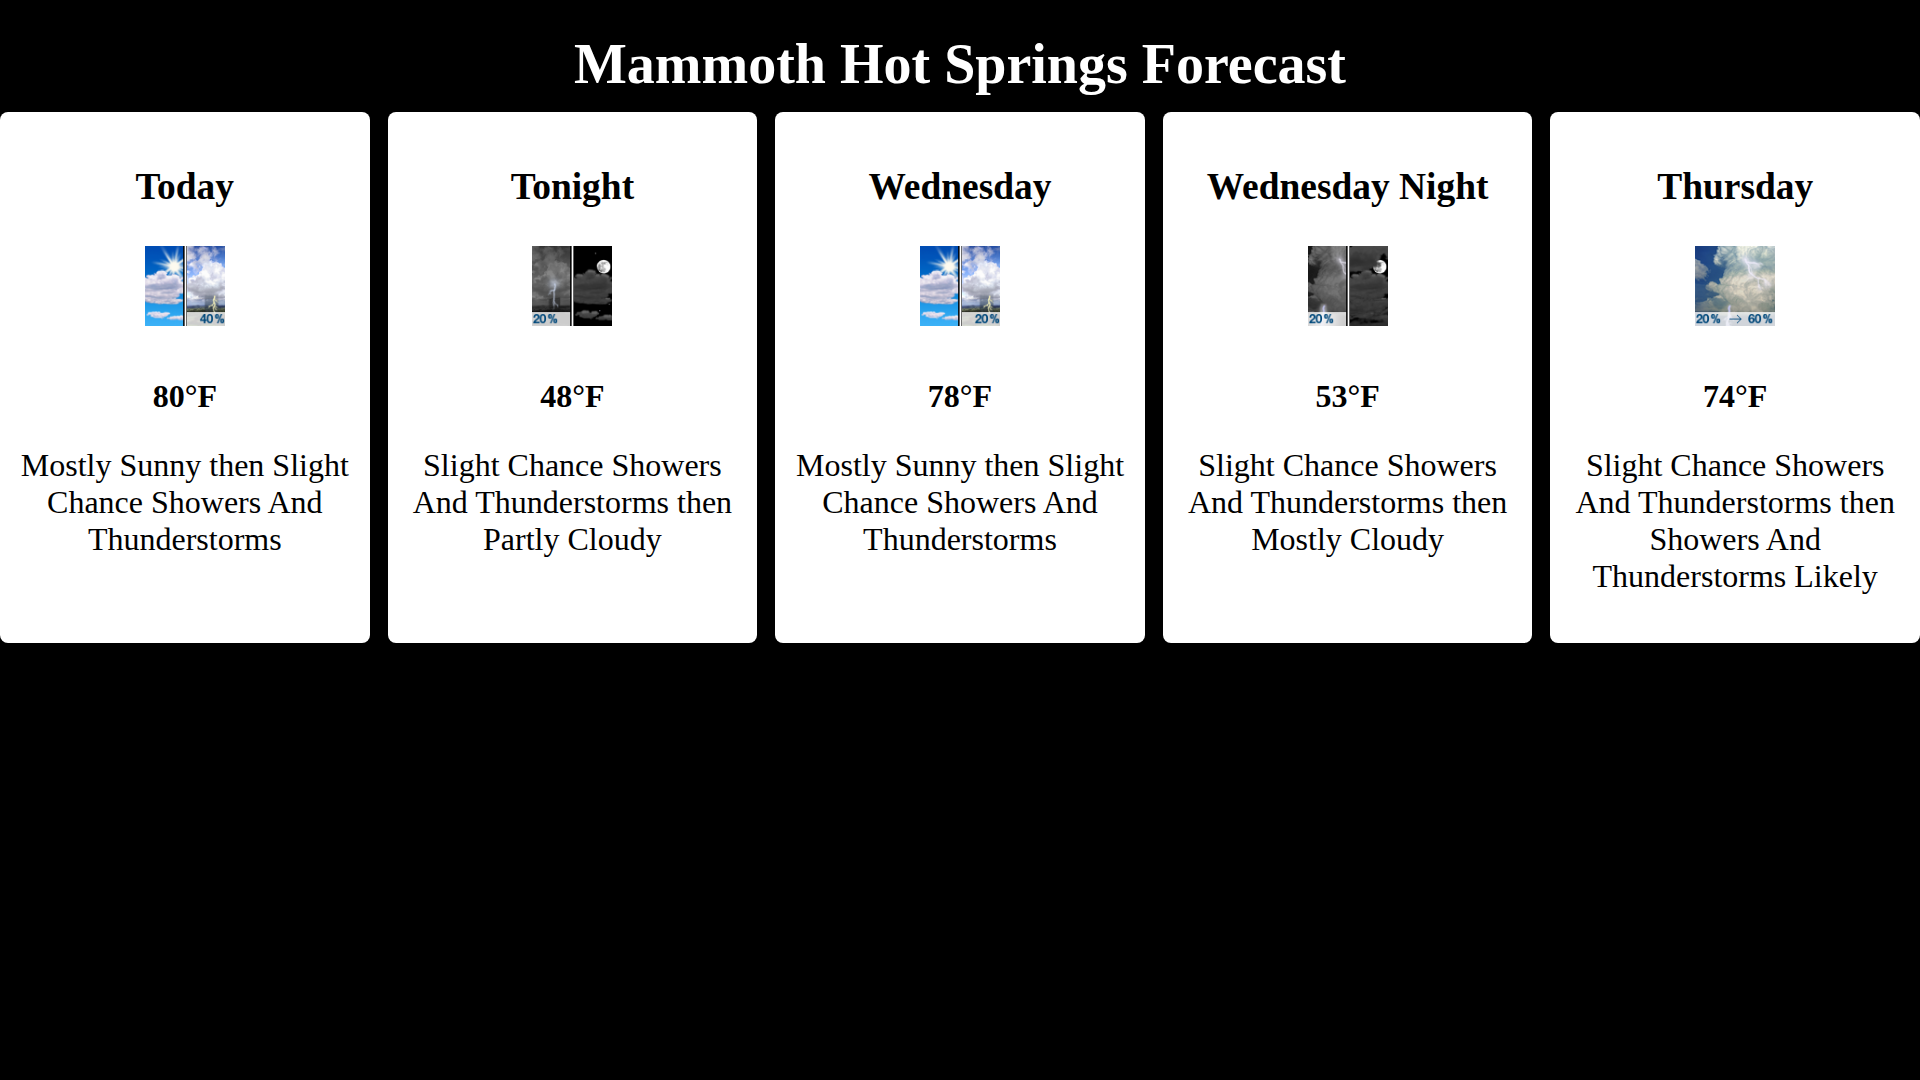 Mammoth Hot Springs Forecast
Today
40%
80°F
Mostly Sunny then Slight
Chance Showers And
Thunderstorms
Tonight
20%
48°F
Slight Chance Showers
And Thunderstorms then
Partly Cloudy
Wednesday
20%
78°F
Mostly Sunny then Slight
Chance Showers And
Thunderstorms
Wednesday Night
20%
53°F
Slight Chance Showers
And Thunderstorms then
Mostly Cloudy
Thursday
20% → 60%
74°F
Slight Chance Showers
And Thunderstorms then
Showers And
Thunderstorms Likely